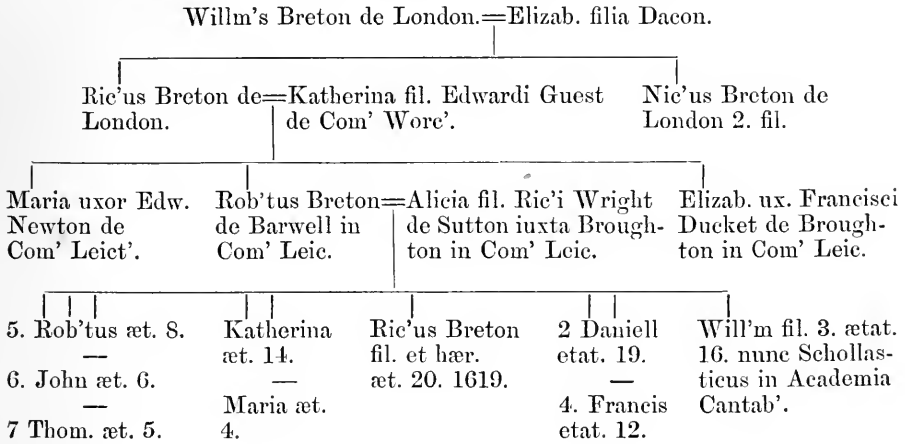 Willm's Breton de London.=Elizab. filia Dacon.
Ric'us Breton de=Katherina fil. Edwardi Guest
London. de Com' Worc'.
Nic'us Breton de
London 2. fil.
Maria uxor Edw.
Newton de
Com' Leict'.
Rob'tus Breton=Alicia fil. Ric'i Wright
de Barwell in de Sutton iuxta Brough-
Com' Leic. ton in Com' Leic.
Elizab. ux. Francisci
Ducket de Brough-
ton in Com' Leic.
5. Rob'tus æt. 8.
—
6. John æt. 6.
—
7 Thom. æt. 5.
Katherina
æt. 14.
—
Maria æt.
4.
Ric'us Breton
fil. et hær.
æt. 20. 1619.
2 Daniell
etat. 19.
—
4. Francis
etat. 12.
Will'm fil. 3. ætat.
16. nunc Schollas-
ticus in Academia
Cantab'.